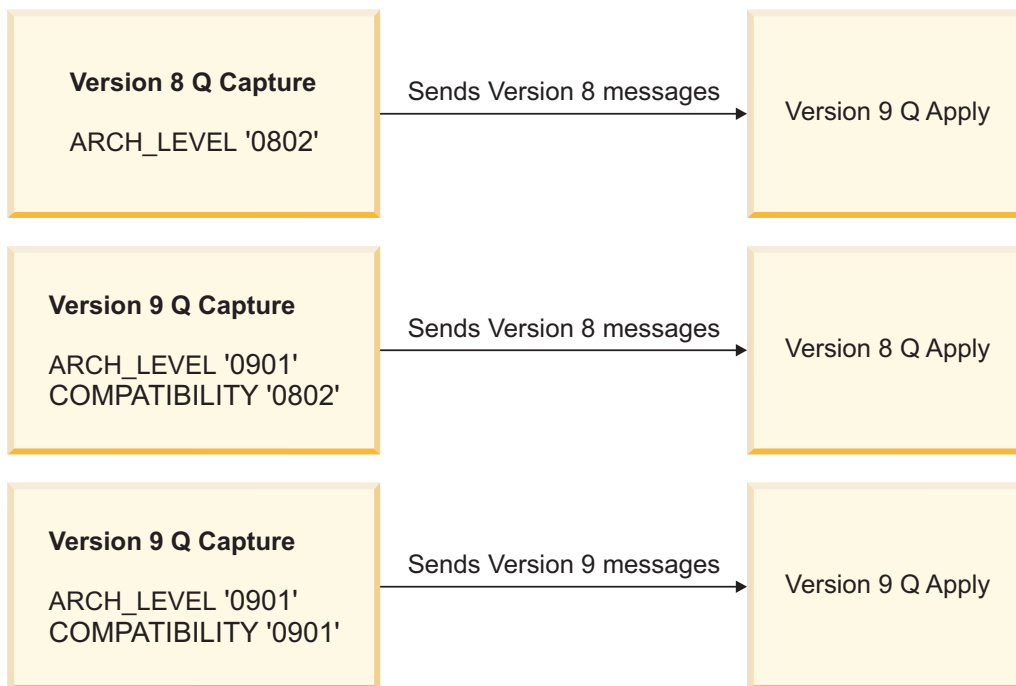 Version 8 Q Capture
ARCH_LEVEL '0802'
Sends Version 8 messages
Version 9 Q Apply
Version 9 Q Capture
ARCH_LEVEL '0901'
COMPATIBILITY '0802'
Sends Version 8 messages
Version 8 Q Apply
Version 9 Q Capture
ARCH_LEVEL '0901'
COMPATIBILITY '0901'
Sends Version 9 messages
Version 9 Q Apply